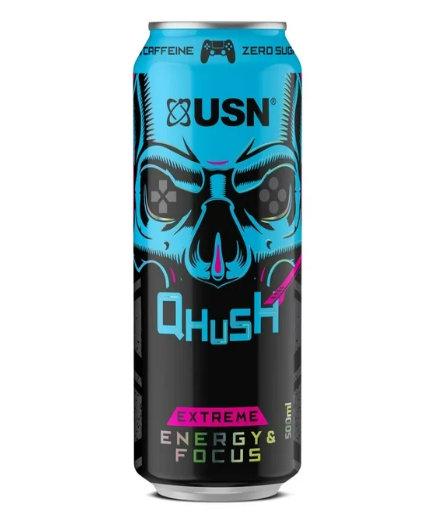 CAFFEINE ZERO SUG
USN®
QHUSH
EXTREME
ENERGY&
FOCUS
500ml